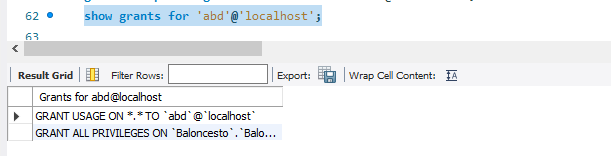 62 show grants for 'abd'@'localhost';
63
Result Grid Filter Rows: Export: Wrap Cell Content:
Grants for abd@localhost
GRANT USAGE ON *.* TO `abd`@`localhost`
GRANT ALL PRIVILEGES ON `Baloncesto`.`Balo...